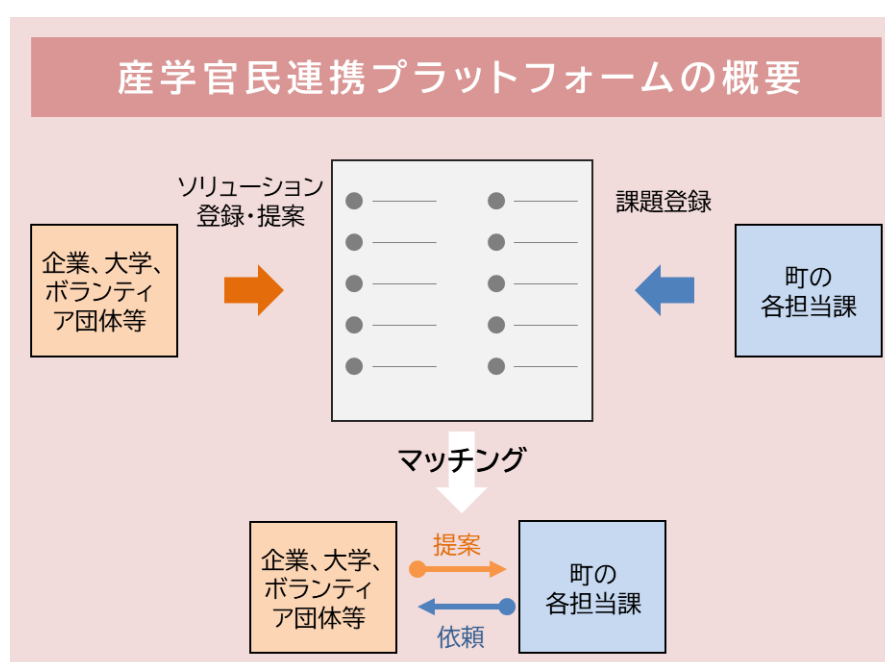 産学官民連携プラットフォームの概要
ソリューション
登録・提案
課題登録
企業、大学、
ボランティ
ア団体等
町の
各担当課
マッチング
企業、大学、
ボランティ
ア団体等
提案
依頼
町の
各担当課